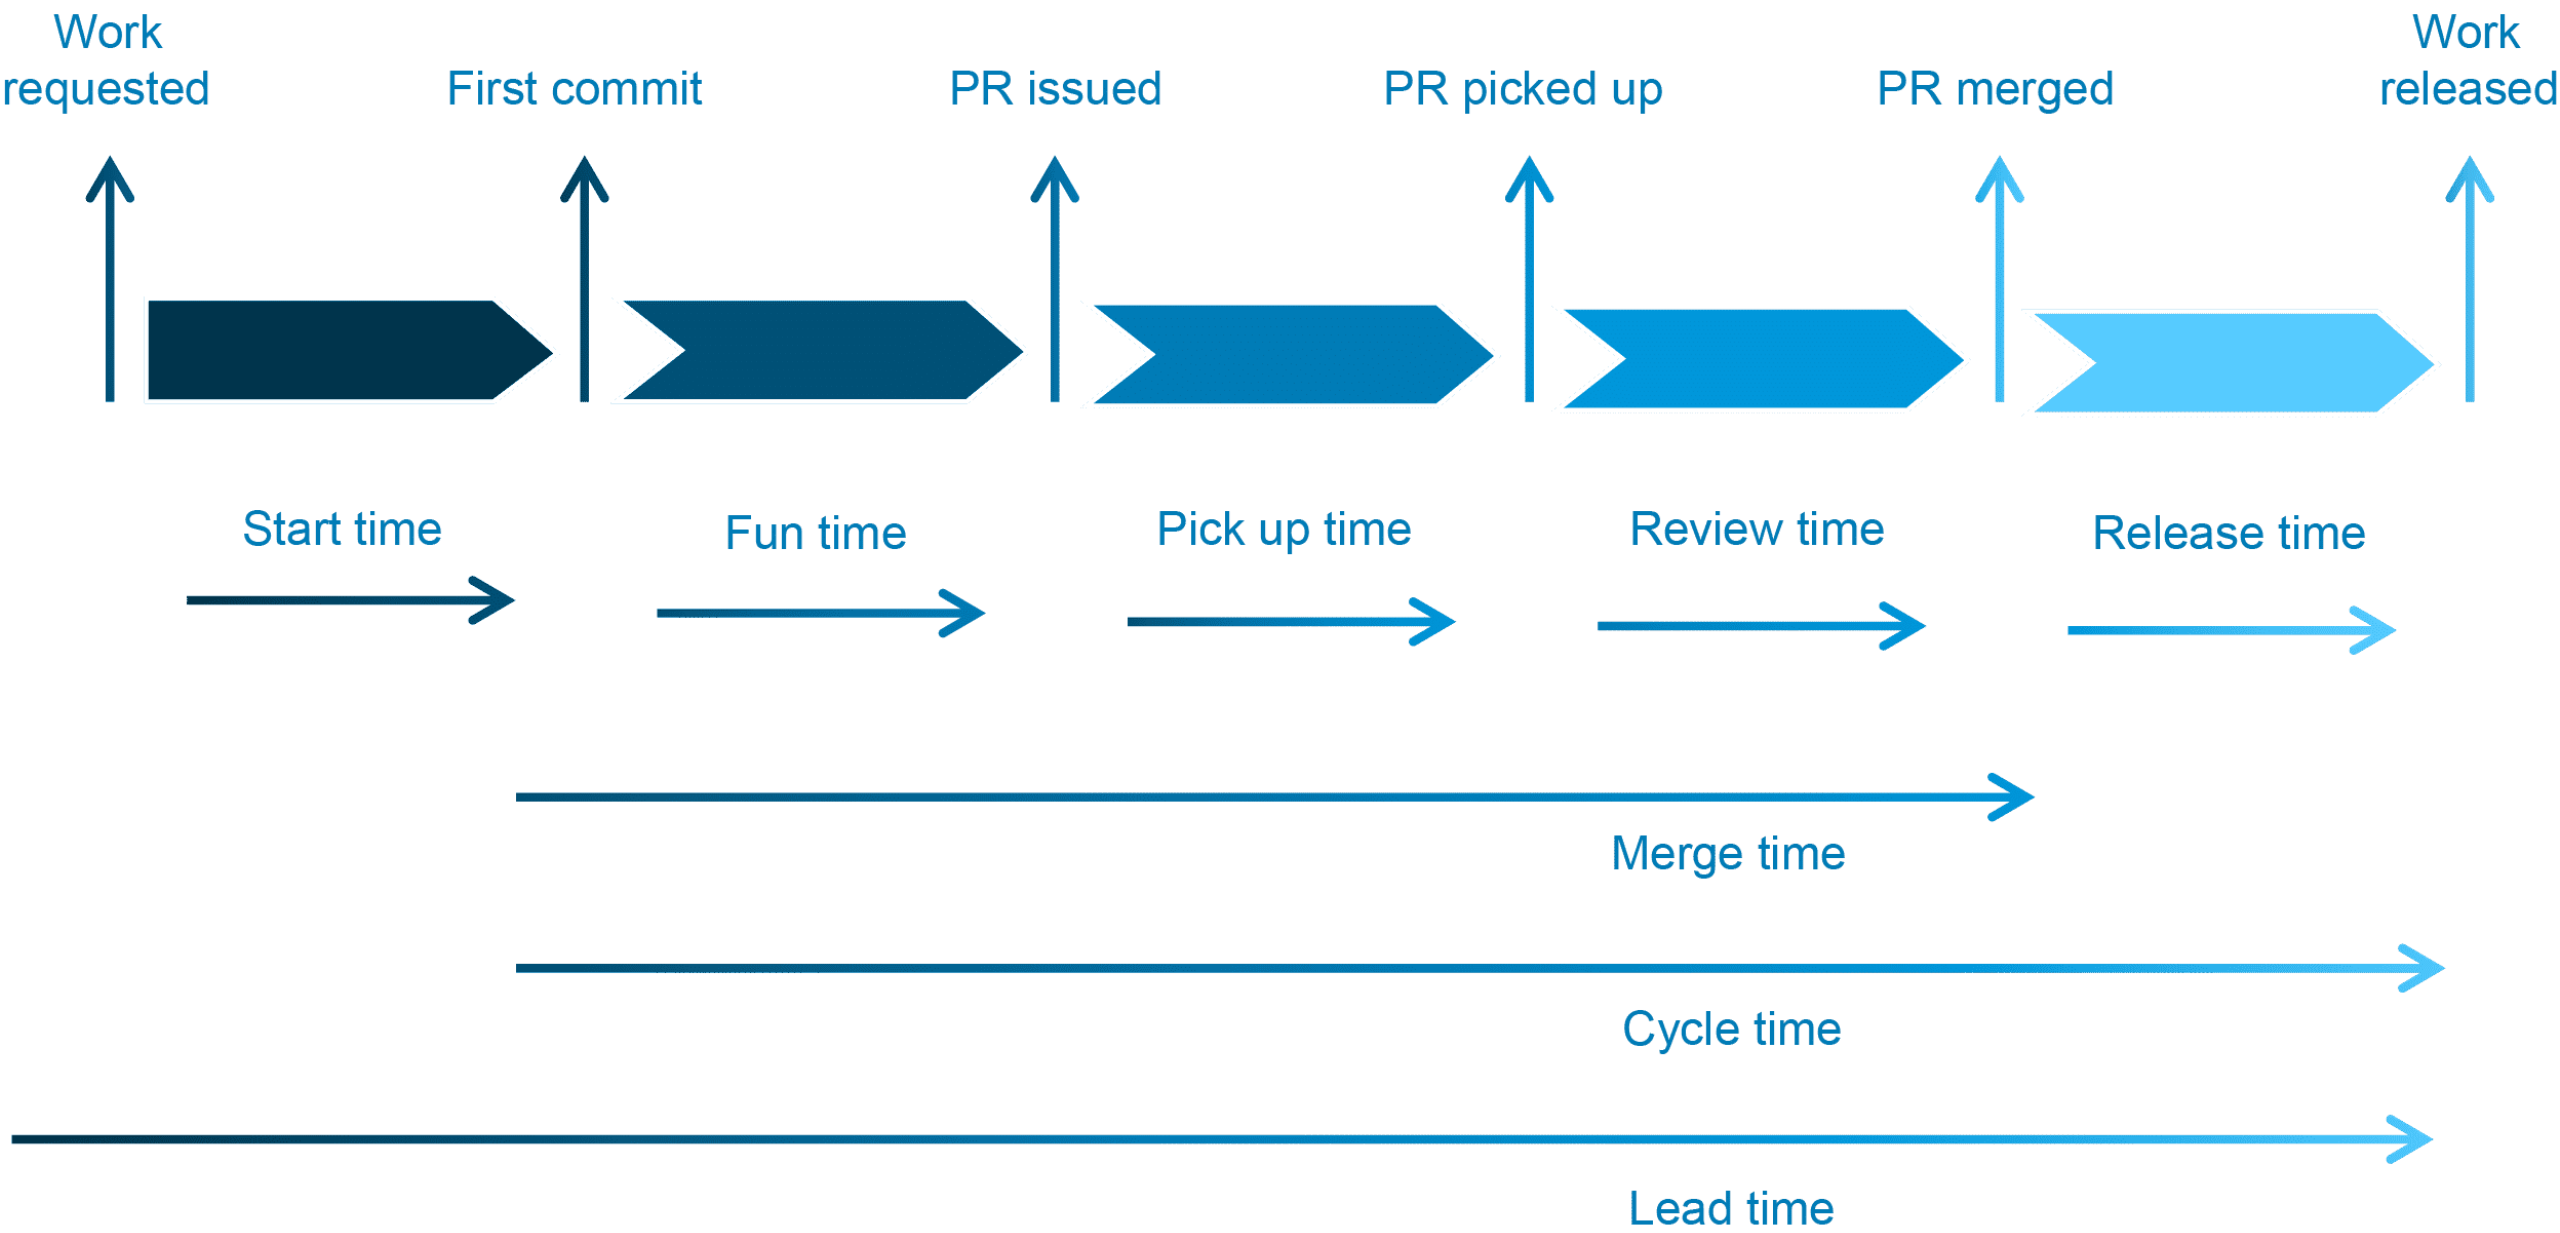 Work
requested
First commit
PR issued
PR picked up
PR merged
Work
released
Start time
Fun time
Pick up time
Review time
Release time
Merge time
Cycle time
Lead time